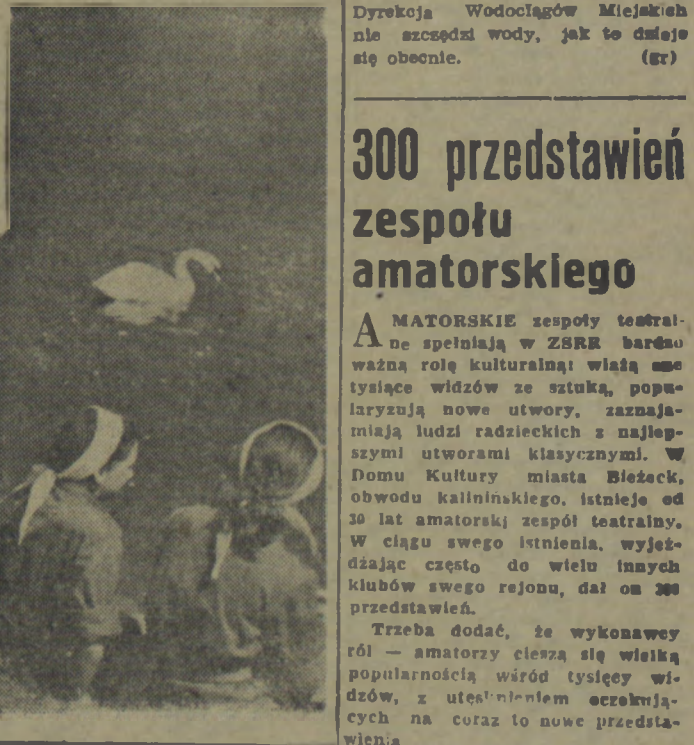 Dyrekcja Wodociągów Miejskich
nie szczędzi wody, jak to dzieje
się obecnie. (gr)
300 przedstawień
zespołu
amatorskiego
AMATORSKIE zespoły teatral-
ne spełniają w ZSRR bardzo
ważną rolę kulturalną: wiążą one
tysiące widzów ze sztuką, popu-
laryzują nowe utwory, zaznaja-
miają ludzi radzieckich z najlep-
szymi utworami klasycznymi. W
Domu Kultury miasta Bieżeck,
obwodu kalinińskiego, istnieje od
30 lat amatorski zespół teatralny.
W ciągu swego istnienia, wyjeż-
dżając często do wielu innych
klubów swego rejonu, dał on 300
przedstawień.
Trzeba dodać, że wykonawcy
ról — amatorzy cieszą się wielką
popularnością wśród tysięcy wi-
dzów, z utęsknieniem oczekują-
cych na coraz to nowe przedsta-
wienia